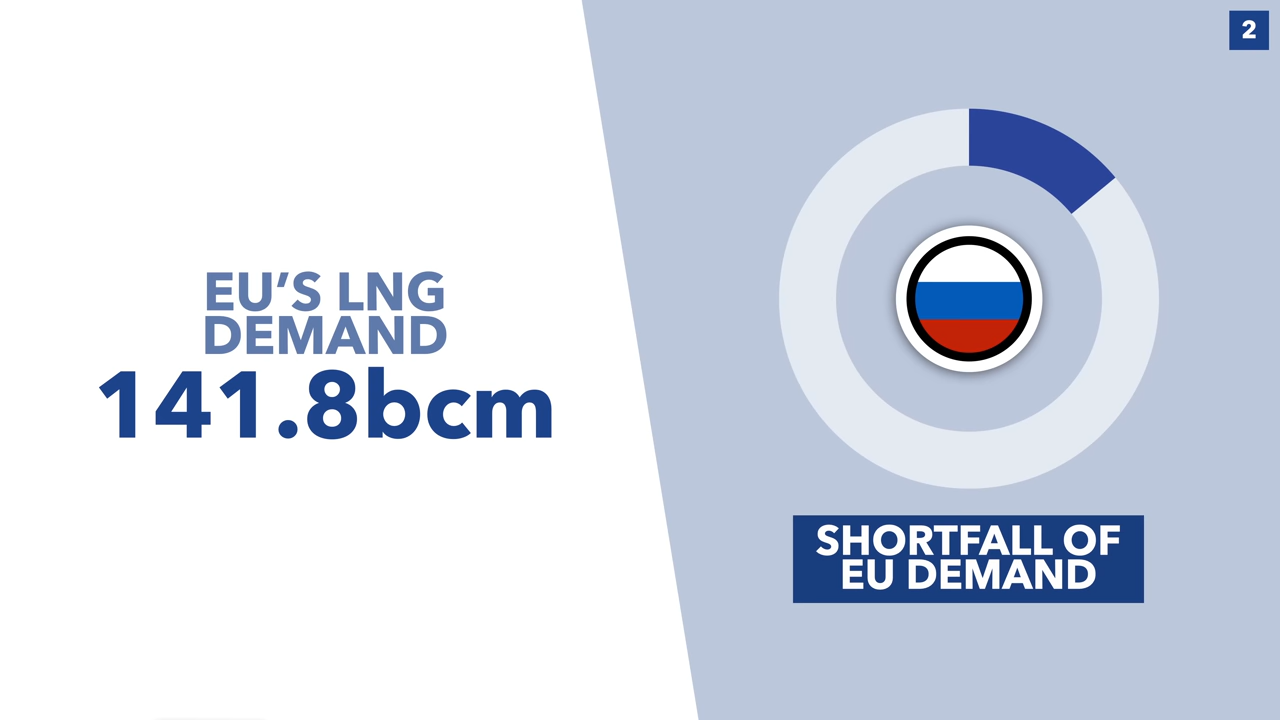 2
EU’S LNG
DEMAND
141.8bcm
SHORTFALL OF
EU DEMAND